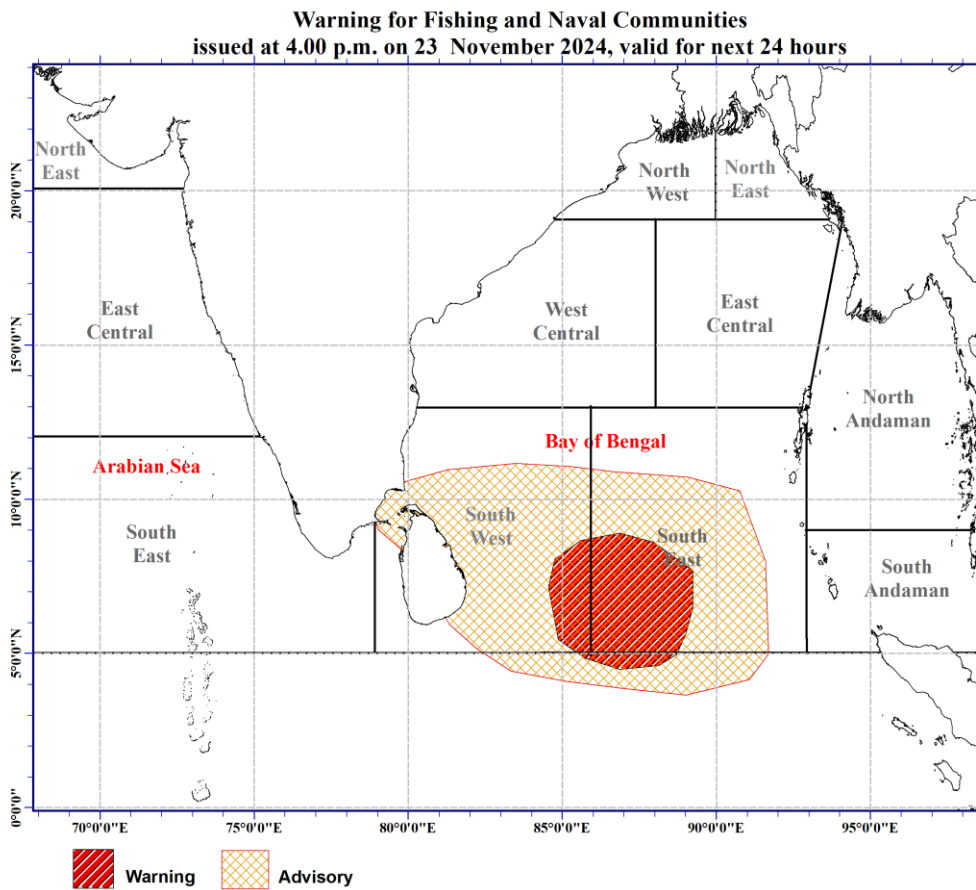 Warning for Fishing and Naval Communities
issued at 4.00 p.m. on 23 November 2024, valid for next 24 hours
North
East
North
West
North
East
20°0'0"N
East
Central
West
Central
East
Central
15°0'0"N
North
Andaman
Arabian Sea
Bay of Bengal
10°0'0"N
South
East
South
West
South
East
South
Andaman
5°0'0"N
0°0'0"
70°0'0"E
75°0'0"E
80°0'0"E
85°0'0"E
90°0'0"E
95°0'0"E
Warning
Advisory